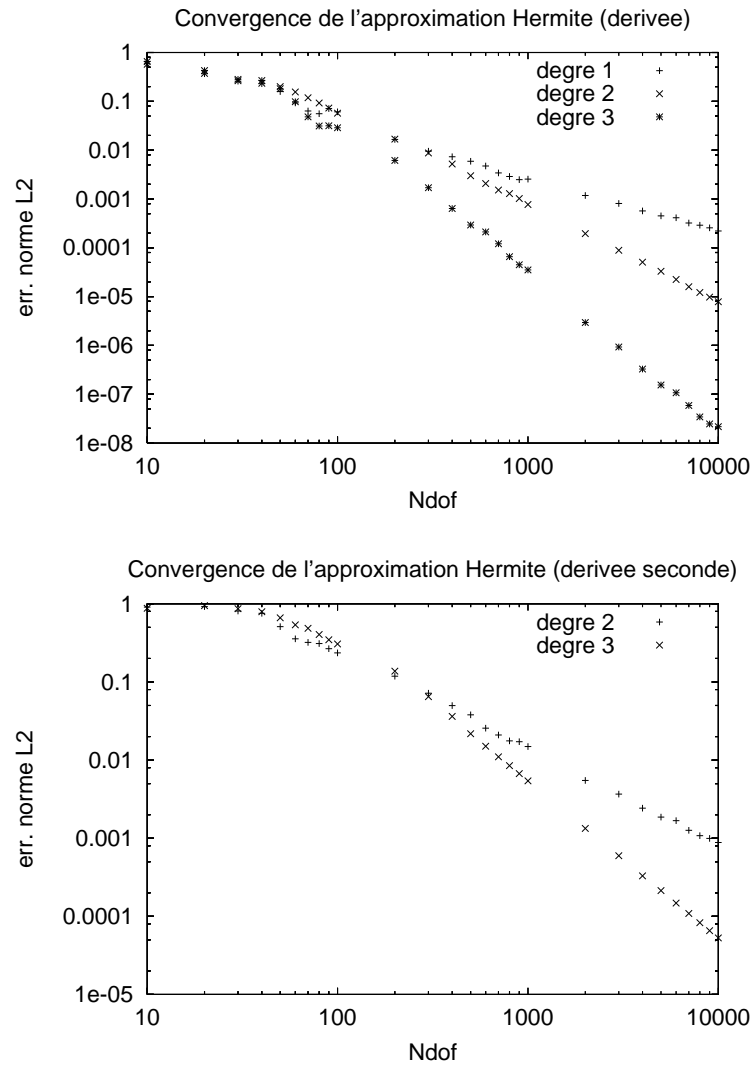 Convergence de l'approximation Hermite (derivee)
1
0.1
0.01
0.001
0.0001
1e-05
1e-06
1e-07
1e-08
err. norme L2
degre 1
degre 2
degre 3
10 100 1000 10000
Ndof
Convergence de l'approximation Hermite (derivee seconde)
1
0.1
0.01
0.001
0.0001
1e-05
err. norme L2
degre 2
degre 3
10 100 1000 10000
Ndof